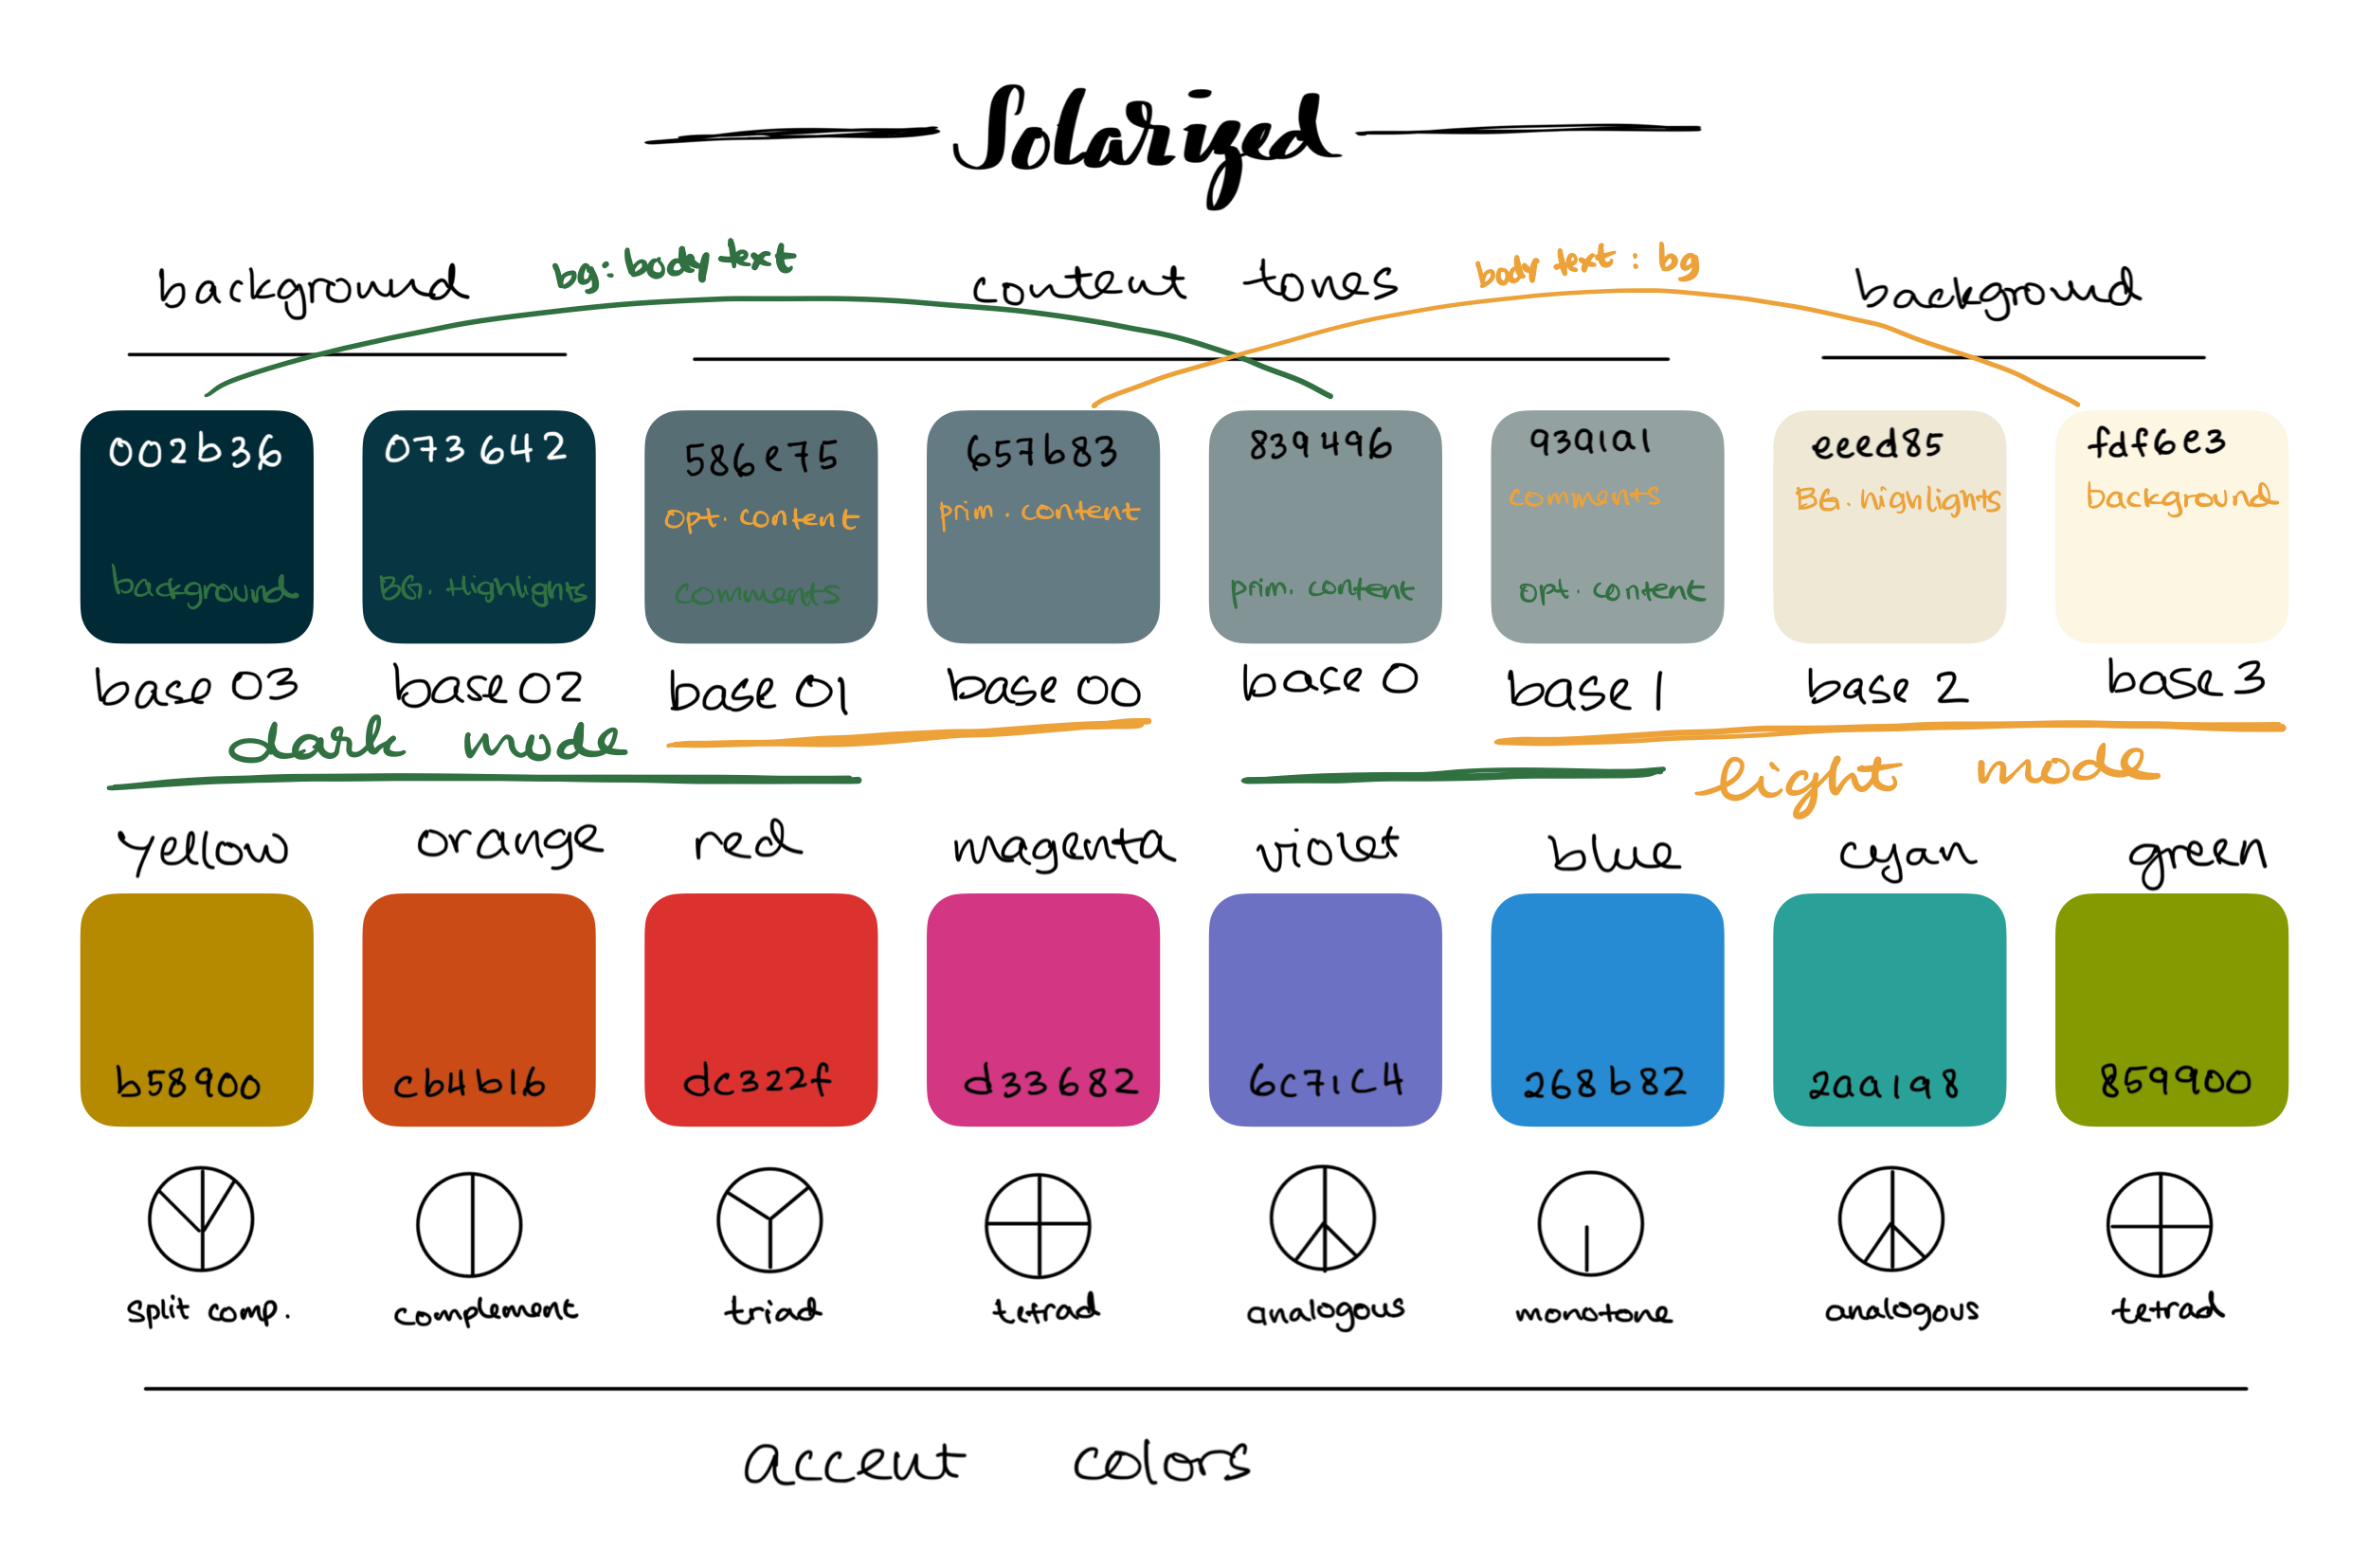 Solarized
background bg: body text content tones body text : bg background
002b36 073642 586e75 657b83 839496 93a1a1 eeed85 fdf6e3
opt. content prim. content comments BG. highlights background
background BG. Highlights comments prim. content opt. content
base 03 base 02 base 01 base 00 base 0 base 1 base 2 base 3
dark mode light mode
yellow orange red magenta violet blue cyan green
b58900 cb4b16 dc322f d33682 6c71c4 268b82 2aa198 859900
split comp. complement triad tetrad analogous monotone analogous tetrad
accent colors